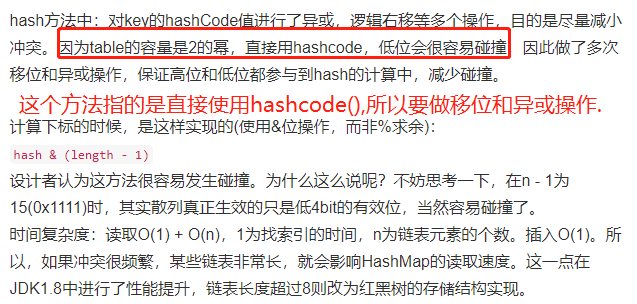 hash方法中：对key的hashCode值进行了异或，逻辑右移等多个操作，目的是尽量减小
冲突。因为table的容量是2的幂，直接用hashcode，低位会很容易碰撞 因此做了多次
移位和异或操作，保证高位和低位都参与到hash的计算中，减少碰撞。
这个方法指的是直接使用hashcode(),所以要做移位和异或操作.
计算下标的时候，是这样实现的(使用&位操作，而非%求余)：
hash & (length - 1)
设计者认为这方法很容易发生碰撞。为什么这么说呢？不妨思考一下，在n - 1为
15(0x1111)时，其实散列真正生效的只是低4bit的有效位，当然容易碰撞了。
时间复杂度：读取O(1) + O(n)，1为找索引的时间，n为链表元素的个数。插入O(1)。所
以，如果冲突很频繁，某些链表非常长，就会影响HashMap的读取速度。这一点在
JDK1.8中进行了性能提升，链表长度超过8则改为红黑树的存储结构实现。